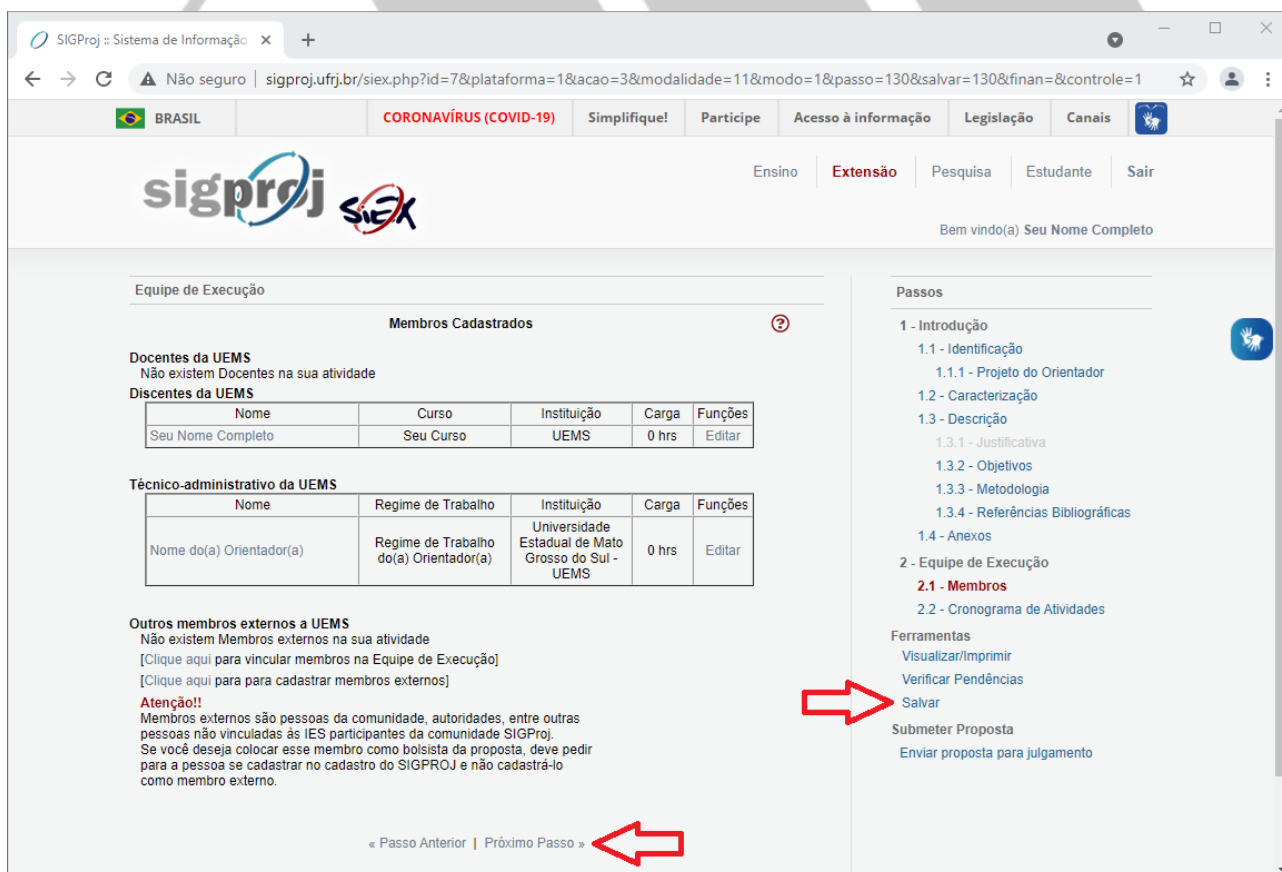 SIGProj :: Sistema de Informação
Não seguro | sigproj.ufrj.br/siex.php?id=7&plataforma=1&acao=3&modalidade=11&modo=1&passo=130&salvar=130&finan=&controle=1
BRASIL CORONAVÍRUS (COVID-19) Simplifique! Participe Acesso à informação Legislação Canais
sigproj SiEX
Ensino Extensão Pesquisa Estudante Sair
Bem vindo(a) Seu Nome Completo
Equipe de Execução
Membros Cadastrados
Docentes da UEMS
Não existem Docentes na sua atividade
Discentes da UEMS
Nome Curso Instituição Carga Funções
Seu Nome Completo Seu Curso UEMS 0 hrs Editar
Técnico-administrativo da UEMS
Nome Regime de Trabalho Instituição Carga Funções
Nome do(a) Orientador(a) Regime de Trabalho do(a) Orientador(a) Universidade Estadual de Mato Grosso do Sul - UEMS 0 hrs Editar
Outros membros externos a UEMS
Não existem Membros externos na sua atividade
[Clique aqui para vincular membros na Equipe de Execução]
[Clique aqui para para cadastrar membros externos]
Atenção!!
Membros externos são pessoas da comunidade, autoridades, entre outras
pessoas não vinculadas às IES participantes da comunidade SIGProj.
Se você deseja colocar esse membro como bolsista da proposta, deve pedir
para a pessoa se cadastrar no cadastro do SIGPROJ e não cadastrá-lo
como membro externo.
« Passo Anterior | Próximo Passo »
Passos
1 - Introdução
1.1 - Identificação
1.1.1 - Projeto do Orientador
1.2 - Caracterização
1.3 - Descrição
1.3.1 - Justificativa
1.3.2 - Objetivos
1.3.3 - Metodologia
1.3.4 - Referências Bibliográficas
1.4 - Anexos
2 - Equipe de Execução
2.1 - Membros
2.2 - Cronograma de Atividades
Ferramentas
Visualizar/Imprimir
Verificar Pendências
Salvar
Submeter Proposta
Enviar proposta para julgamento